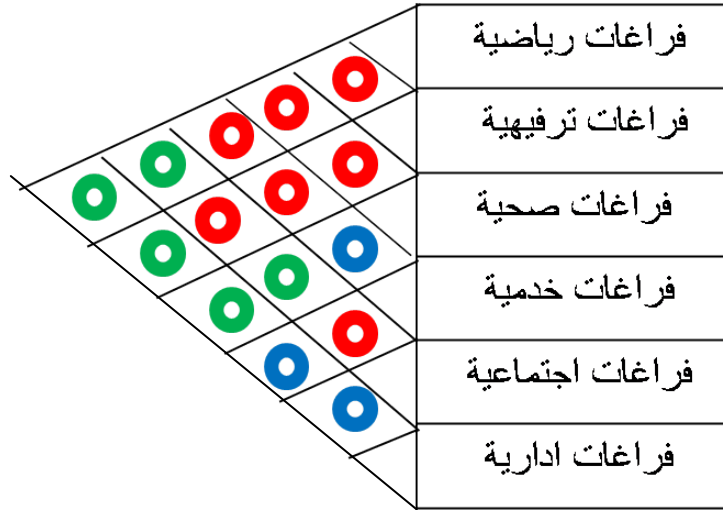 فراغات رياضية
فراغات ترفيهية
فراغات صحية
فراغات خدمية
فراغات اجتماعية
فراغات ادارية